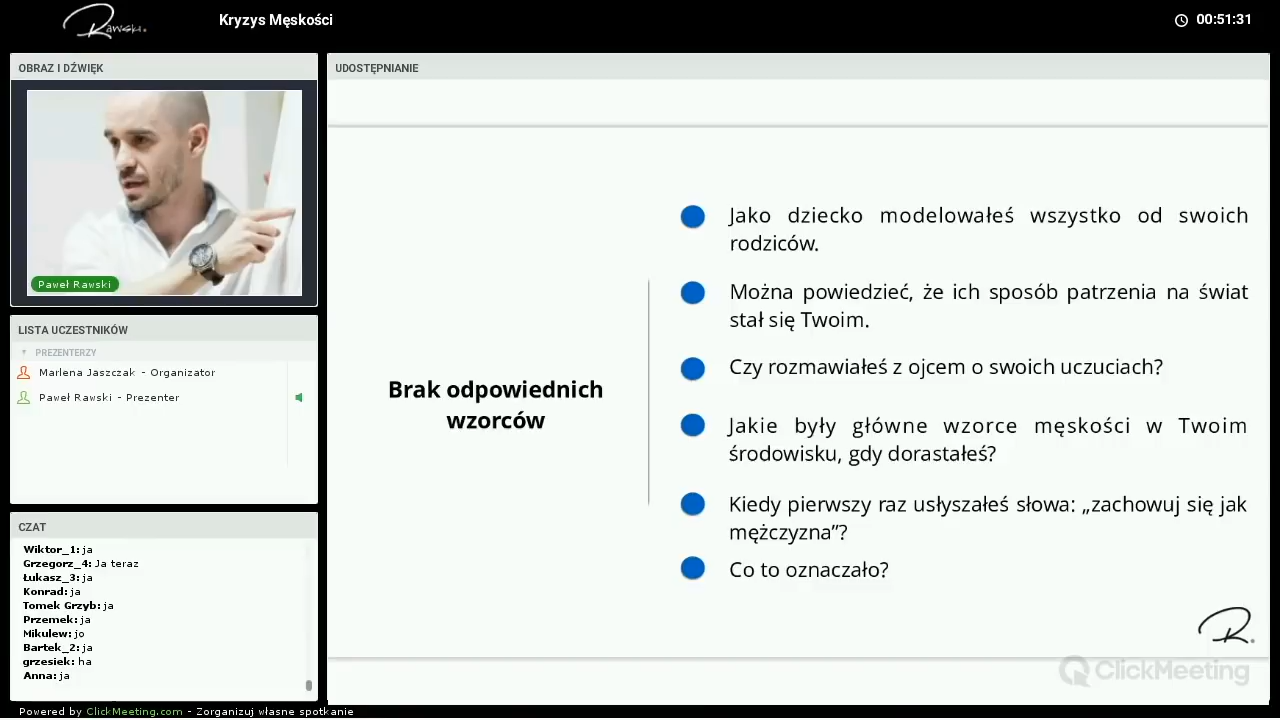 Rawski.
Kryzys Męskości
00:51:31
OBRAZ I DŹWIĘK
Paweł Rawski
LISTA UCZESTNIKÓW
PREZENTERZY
Marlena Jaszczak - Organizator
Paweł Rawski - Prezenter
CZAT
Wiktor_1: ja
Grzegorz_4: Ja teraz
Łukasz_3: ja
Konrad: ja
Tomek Grzyb: ja
Przemek: ja
Mikulew: jo
Bartek_2: ja
grzesiek: ha
Anna: ja
UDOSTĘPNIANIE
Brak odpowiednich
wzorców
Jako dziecko modelowałeś wszystko od swoich
rodziców.
Można powiedzieć, że ich sposób patrzenia na świat
stał się Twoim.
Czy rozmawiałeś z ojcem o swoich uczuciach?
Jakie były główne wzorce męskości w Twoim
środowisku, gdy dorastałeś?
Kiedy pierwszy raz usłyszałeś słowa: „zachowuj się jak
mężczyzna”?
Co to oznaczało?
R.
ClickMeeting
Powered by ClickMeeting.com - Zorganizuj własne spotkanie